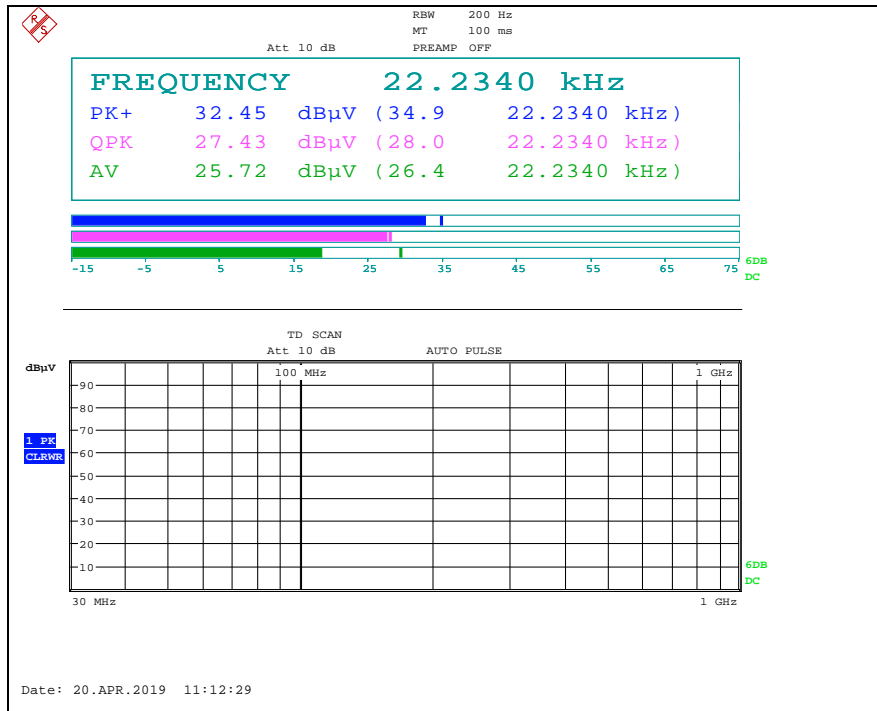 R S
RBW 200 Hz
MT 100 ms
Att 10 dB PREAMP OFF
FREQUENCY 22.2340 kHz
PK+ 32.45 dBµV (34.9 22.2340 kHz)
QPK 27.43 dBµV (28.0 22.2340 kHz)
AV 25.72 dBµV (26.4 22.2340 kHz)
-15 -5 5 15 25 35 45 55 65 75
6DB
DC
TD SCAN
Att 10 dB AUTO PULSE
dBµV
100 MHz 1 GHz
90
80
70
1 PK
60
CLRWR
50
40
30
20
10
6DB
DC
30 MHz 1 GHz
Date: 20.APR.2019 11:12:29